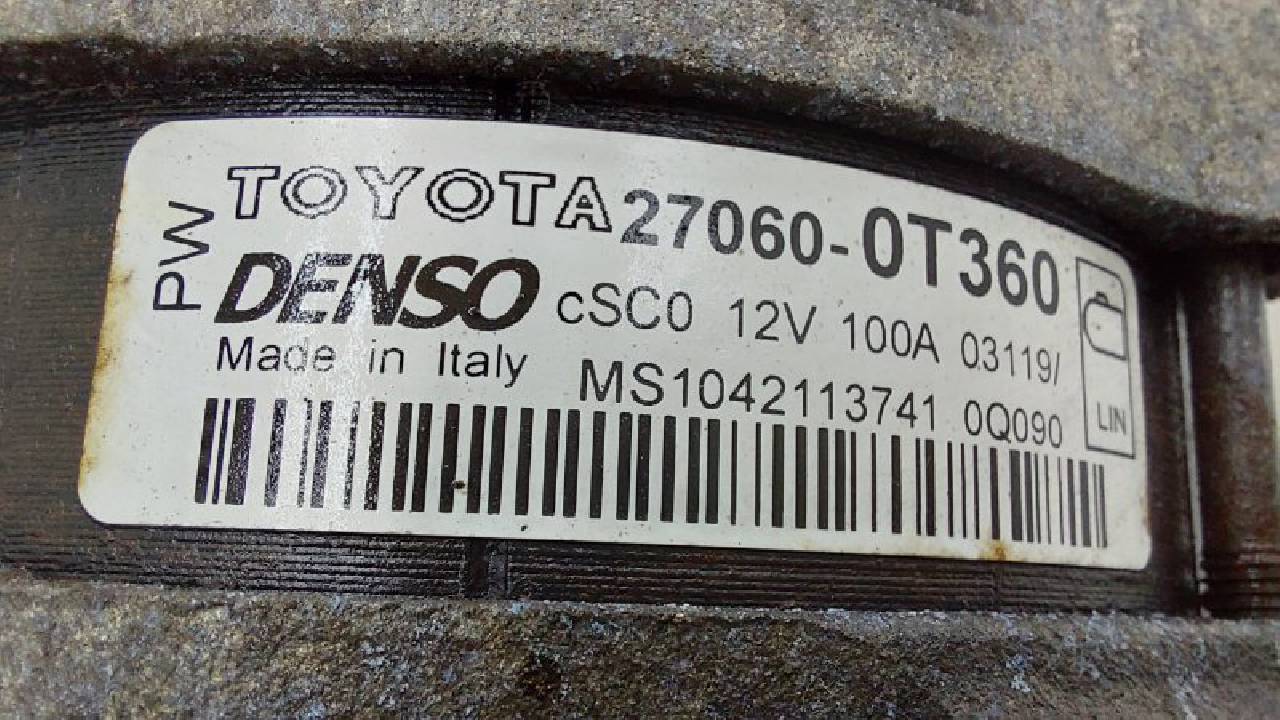 PW
TOYOTA 27060-0T360
DENSO cSC0 12V 100A 03119/
Made in Italy MS1042113741 0Q090
LIN